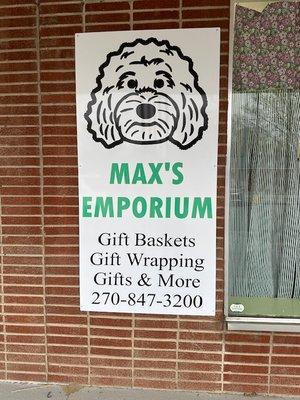 MAX'S
EMPORIUM
Gift Baskets
Gift Wrapping
Gifts & More
270-847-3200